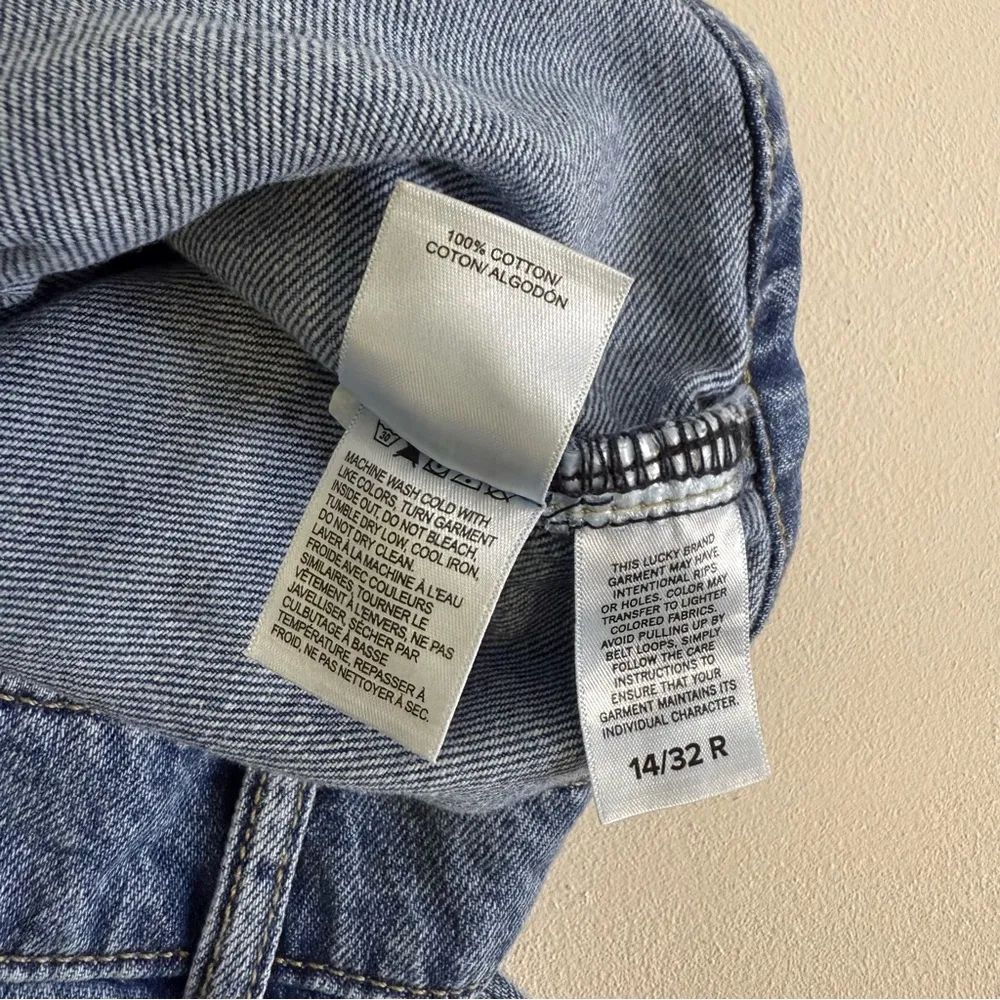 100% COTTON/
COTON/ALGODÓN
30
MACHINE WASH COLD WITH
LIKE COLORS, TURN GARMENT
INSIDE OUT. DO NOT BLEACH,
TUMBLE DRY LOW, COOL IRON,
DO NOT DRY CLEAN.
LAVER À LA MACHINE À L'EAU
FROIDE AVEC COULEURS
SIMILAIRES, TOURNER LE
VÊTEMENT À L'ENVERS, NE PAS
JAVELLISER, SÉCHER PAR
CULBUTAGE À BASSE
TEMPÉRATURE, REPASSER À
FROID, NE PAS NETTOYER À SEC.
THIS LUCKY BRAND
GARMENT MAY HAVE
INTENTIONAL RIPS
OR HOLES. COLOR MAY
TRANSFER TO LIGHTER
COLORED FABRICS.
AVOID PULLING UP BY
BELT LOOPS, SIMPLY
FOLLOW THE CARE
INSTRUCTIONS TO
ENSURE THAT YOUR
GARMENT MAINTAINS ITS
INDIVIDUAL CHARACTER.
14/32 R